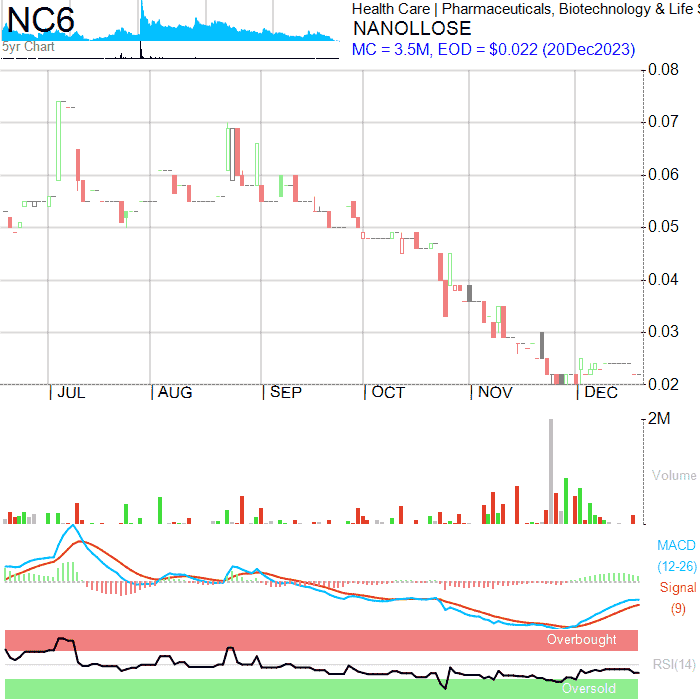 NC6
5yr Chart
Health Care | Pharmaceuticals, Biotechnology & Life S
NANOLLOSE
MC = 3.5M, EOD = $0.022 (20Dec2023)
0.08
0.07
0.06
0.05
0.04
0.03
0.02
JUL AUG SEP OCT NOV DEC
2M
Volume
MACD
(12-26)
Signal
(9)
Overbought
RSI(14)
Oversold